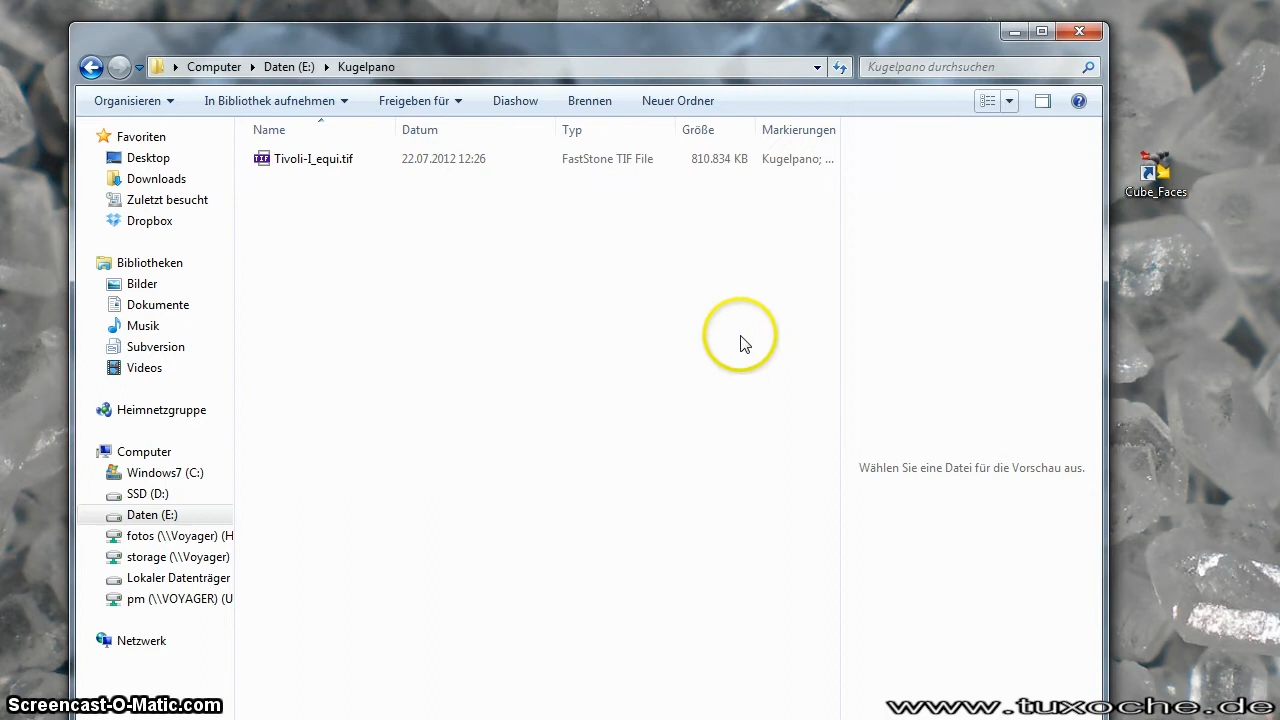 Computer Daten (E:) Kugelpano Kugelpano durchsuchen
Organisieren In Bibliothek aufnehmen Freigeben für Diashow Brennen Neuer Ordner
Favoriten
Desktop
Downloads
Zuletzt besucht
Dropbox
Bibliotheken
Bilder
Dokumente
Musik
Subversion
Videos
Heimnetzgruppe
Computer
Windows7 (C:)
SSD (D:)
Daten (E:)
fotos (\\Voyager) (H
storage (\\Voyager)
Lokaler Datenträger
pm (\\VOYAGER) (U
Netzwerk
Name Datum Typ Größe Markierungen
TIF Tivoli-I_equi.tif 22.07.2012 12:26 FastStone TIF File 810.834 KB Kugelpano; ...
Wählen Sie eine Datei für die Vorschau aus.
Cube_Faces
Screencast-O-Matic.com
www.tuxoche.de